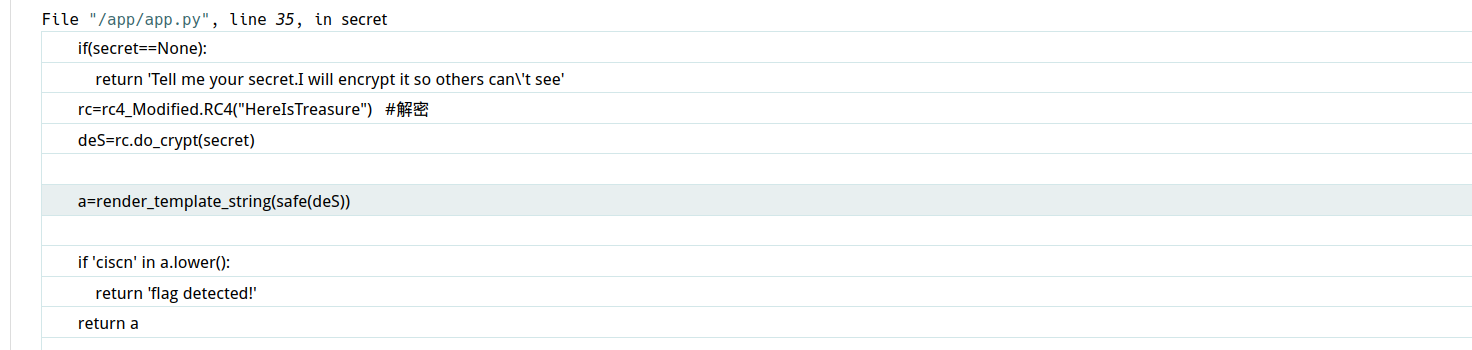 File "/app/app.py", line 35, in secret
if(secret==None):
return 'Tell me your secret.I will encrypt it so others can\'t see'
rc=rc4_Modified.RC4("HereIsTreasure")   #解密
deS=rc.do_crypt(secret)
a=render_template_string(safe(deS))
if 'ciscn' in a.lower():
return 'flag detected!'
return a